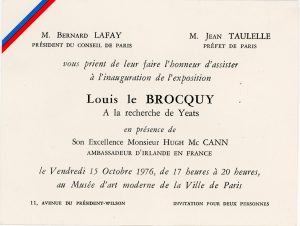 M. BERNARD LAFAY
PRÉSIDENT DU CONSEIL DE PARIS
M. JEAN TAULELLE
PRÉFET DE PARIS
vous prient de leur faire l'honneur d'assister
à l'inauguration de l'exposition
Louis le BROCQUY
A la recherche de Yeats
en présence de
Son Excellence Monsieur HUGH MC CANN
AMBASSADEUR D'IRLANDE EN FRANCE
le Vendredi 15 Octobre 1976, de 17 heures à 20 heures,
au Musée d'art moderne de la Ville de Paris
11, AVENUE DU PRÉSIDENT-WILSON
INVITATION POUR DEUX PERSONNES